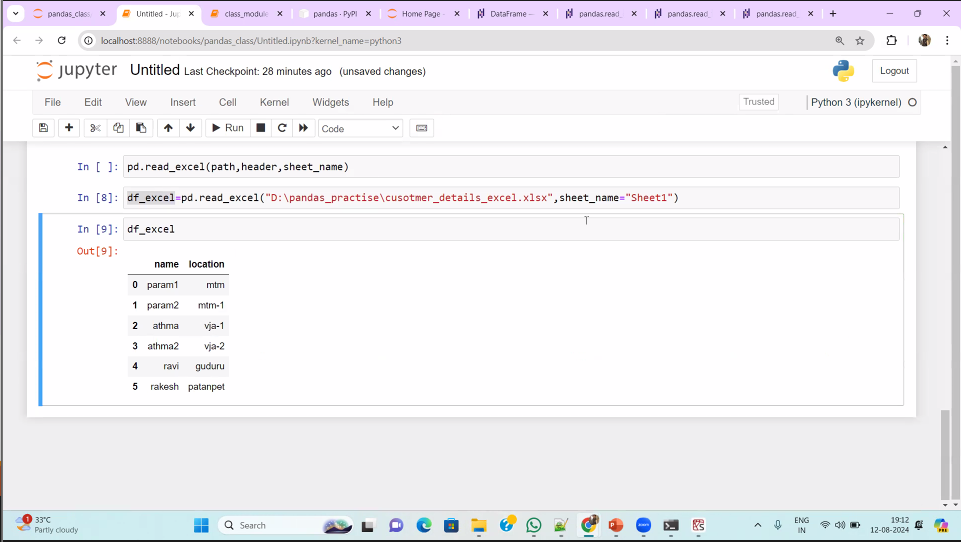 pandas_class
Untitled - Ju
class_module
pandas · PyPI
Home Page -
DataFrame —
pandas.read_
pandas.read_
pandas.read_
localhost:8888/notebooks/pandas_class/Untitled.ipynb?kernel_name=python3
jupyter Untitled Last Checkpoint: 28 minutes ago (unsaved changes)
Logout
File Edit View Insert Cell Kernel Widgets Help
Trusted
Python 3 (ipykernel)
Run
Code
In [ ]: pd.read_excel(path,header,sheet_name)
In [8]: df_excel=pd.read_excel("D:\pandas_practise\cusotmer_details_excel.xlsx",sheet_name="Sheet1")
In [9]: df_excel
Out[9]:
name location
0 param1 mtm
1 param2 mtm-1
2 athma vja-1
3 athma2 vja-2
4 ravi guduru
5 rakesh patanpet
33°C
Partly cloudy
Search
ENG
IN
19:12
12-08-2024